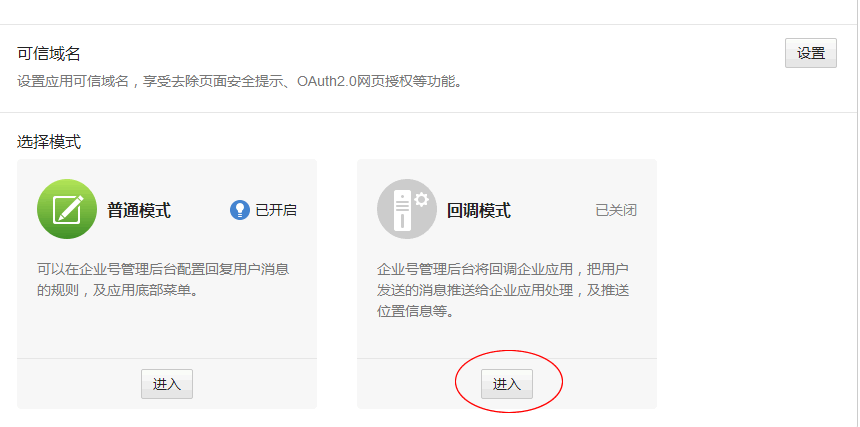 可信域名
设置
设置应用可信域名，享受去除页面安全提示、OAuth2.0网页授权等功能。
选择模式
普通模式
已开启
可以在企业号管理后台配置回复用户消息
的规则，及应用底部菜单。
进入
回调模式
已关闭
企业号管理后台将回调企业应用，把用户
发送的消息推送给企业应用处理，及推送
位置信息等。
进入